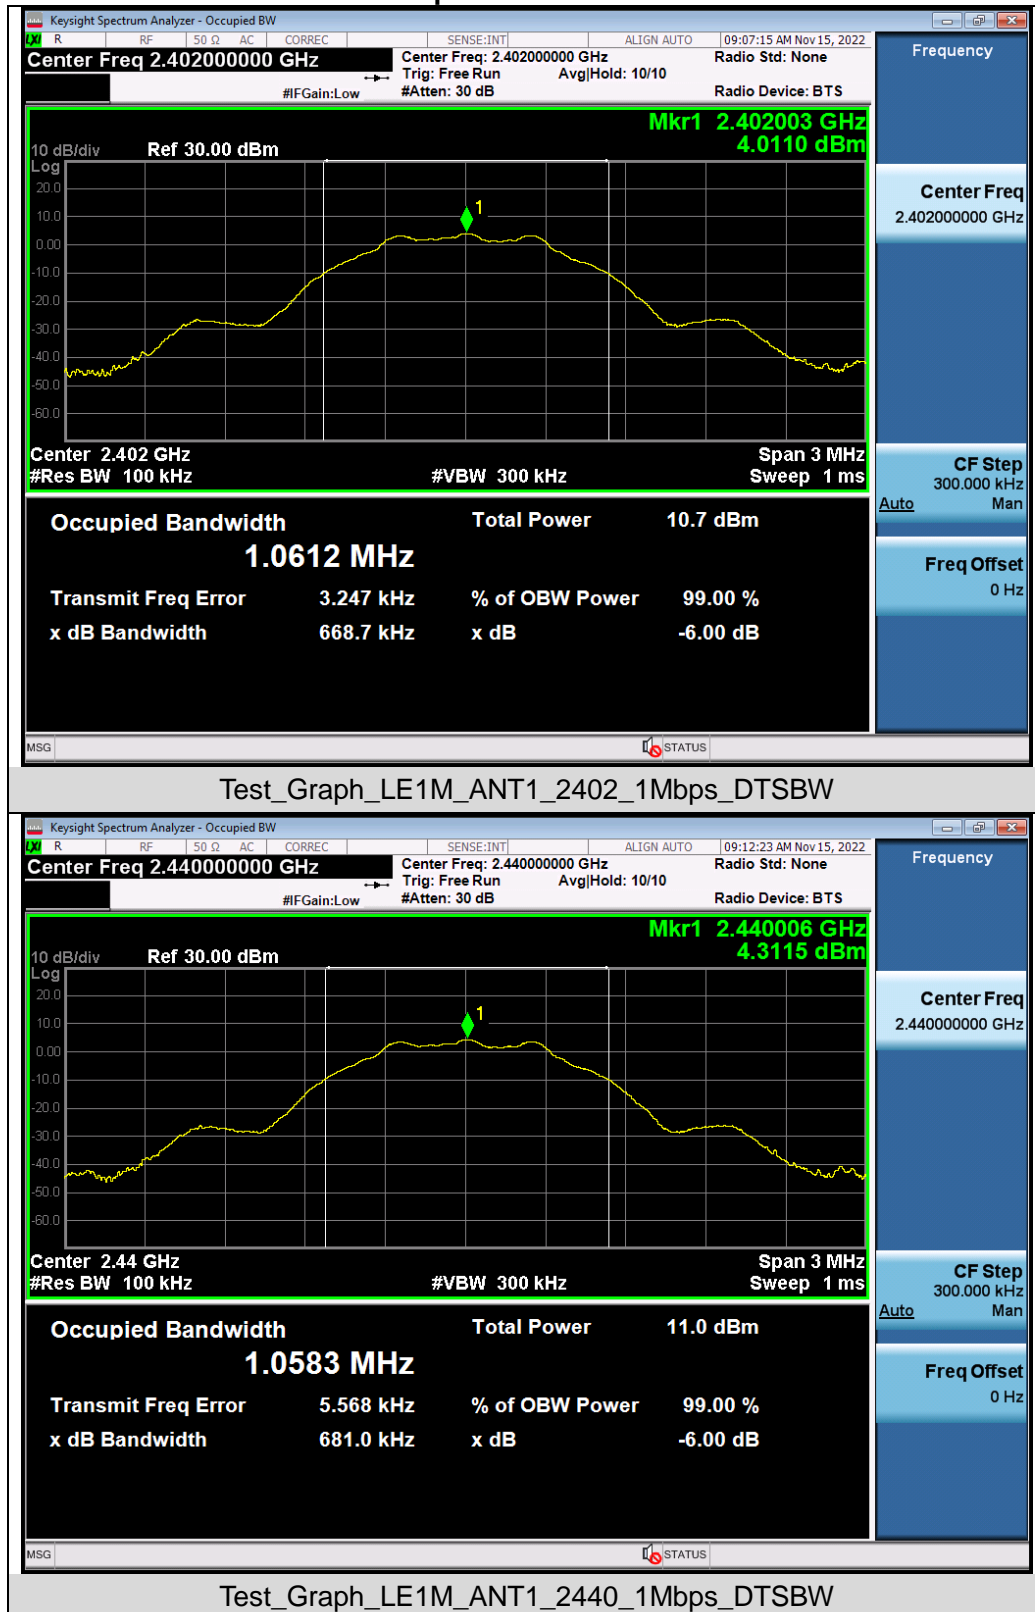 Keysight Spectrum Analyzer - Occupied BW
LXI R RF 50 Ω AC CORREC SENSE:INT ALIGN AUTO 09:07:15 AM Nov 15, 2022
Center Freq 2.402000000 GHz
Center Freq: 2.402000000 GHz
Radio Std: None
Trig: Free Run Avg|Hold: 10/10
#IFGain:Low #Atten: 30 dB Radio Device: BTS
Frequency
Mkr1 2.402003 GHz
4.0110 dBm
10 dB/div Ref 30.00 dBm
Log
20.0
10.0
0.00
-10.0
-20.0
-30.0
-40.0
-50.0
-60.0
1
Center 2.402 GHz Span 3 MHz
#Res BW 100 kHz #VBW 300 kHz Sweep 1 ms
Center Freq
2.402000000 GHz
CF Step
300.000 kHz
Auto Man
Freq Offset
0 Hz
Occupied Bandwidth Total Power 10.7 dBm
1.0612 MHz
Transmit Freq Error 3.247 kHz % of OBW Power 99.00 %
x dB Bandwidth 668.7 kHz x dB -6.00 dB
MSG STATUS
Test_Graph_LE1M_ANT1_2402_1Mbps_DTSBW
Keysight Spectrum Analyzer - Occupied BW
LXI R RF 50 Ω AC CORREC SENSE:INT ALIGN AUTO 09:12:23 AM Nov 15, 2022
Center Freq 2.440000000 GHz
Center Freq: 2.440000000 GHz
Radio Std: None
Trig: Free Run Avg|Hold: 10/10
#IFGain:Low #Atten: 30 dB Radio Device: BTS
Frequency
Mkr1 2.440006 GHz
4.3115 dBm
10 dB/div Ref 30.00 dBm
Log
20.0
10.0
0.00
-10.0
-20.0
-30.0
-40.0
-50.0
-60.0
1
Center 2.44 GHz Span 3 MHz
#Res BW 100 kHz #VBW 300 kHz Sweep 1 ms
Center Freq
2.440000000 GHz
CF Step
300.000 kHz
Auto Man
Freq Offset
0 Hz
Occupied Bandwidth Total Power 11.0 dBm
1.0583 MHz
Transmit Freq Error 5.568 kHz % of OBW Power 99.00 %
x dB Bandwidth 681.0 kHz x dB -6.00 dB
MSG STATUS
Test_Graph_LE1M_ANT1_2440_1Mbps_DTSBW